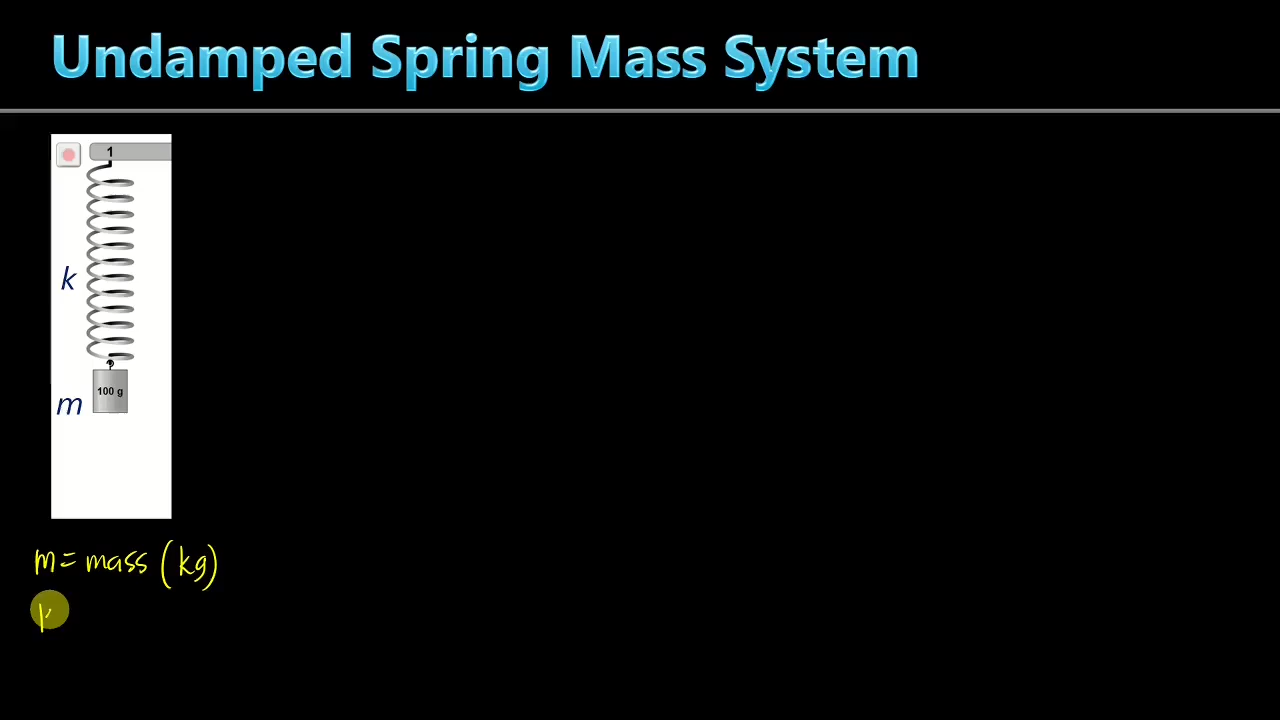 Undamped Spring Mass System
1
k
100 g
m
m = mass (kg)